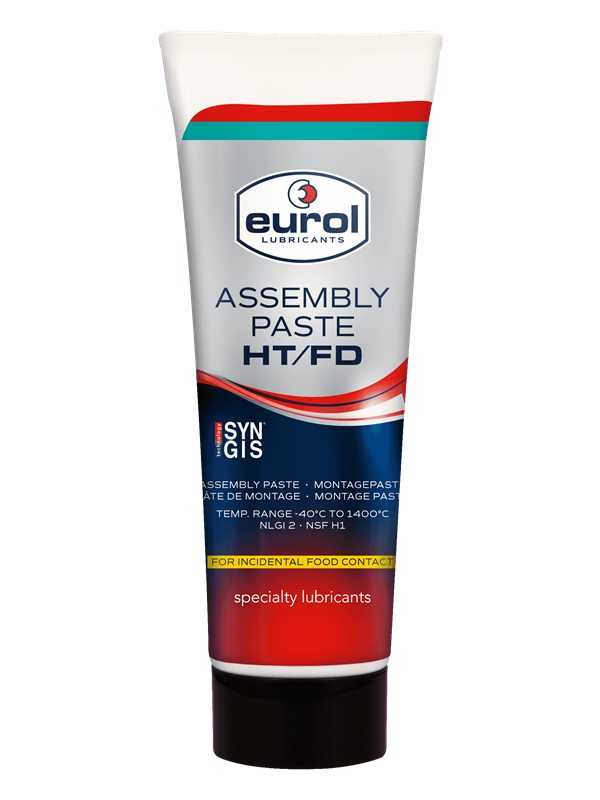 eurol
LUBRICANTS
ASSEMBLY
PASTE
HT/FD
technology
SYN
GIS
ASSEMBLY PASTE · MONTAGEPAST
ÂTE DE MONTAGE · MONTAGE PAST
TEMP. RANGE -40°C TO 1400°C
NLGI 2 · NSF H1
FOR INCIDENTAL FOOD CONTACT
specialty lubricants